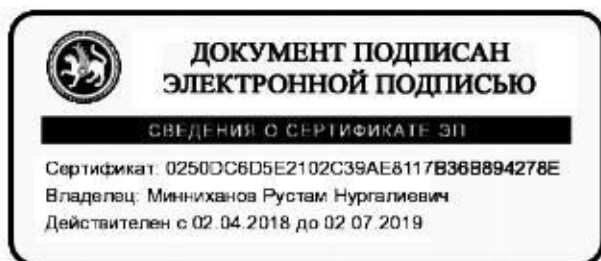 ДОКУМЕНТ ПОДПИСАН
ЭЛЕКТРОННОЙ ПОДПИСЬЮ
СВЕДЕНИЯ О СЕРТИФИКАТЕ ЭП
Сертификат: 0250DC6D5E2102C39AE8117B36B894278E
Владелец: Минниханов Рустам Нургалиевич
Действителен с 02.04.2018 до 02.07.2019